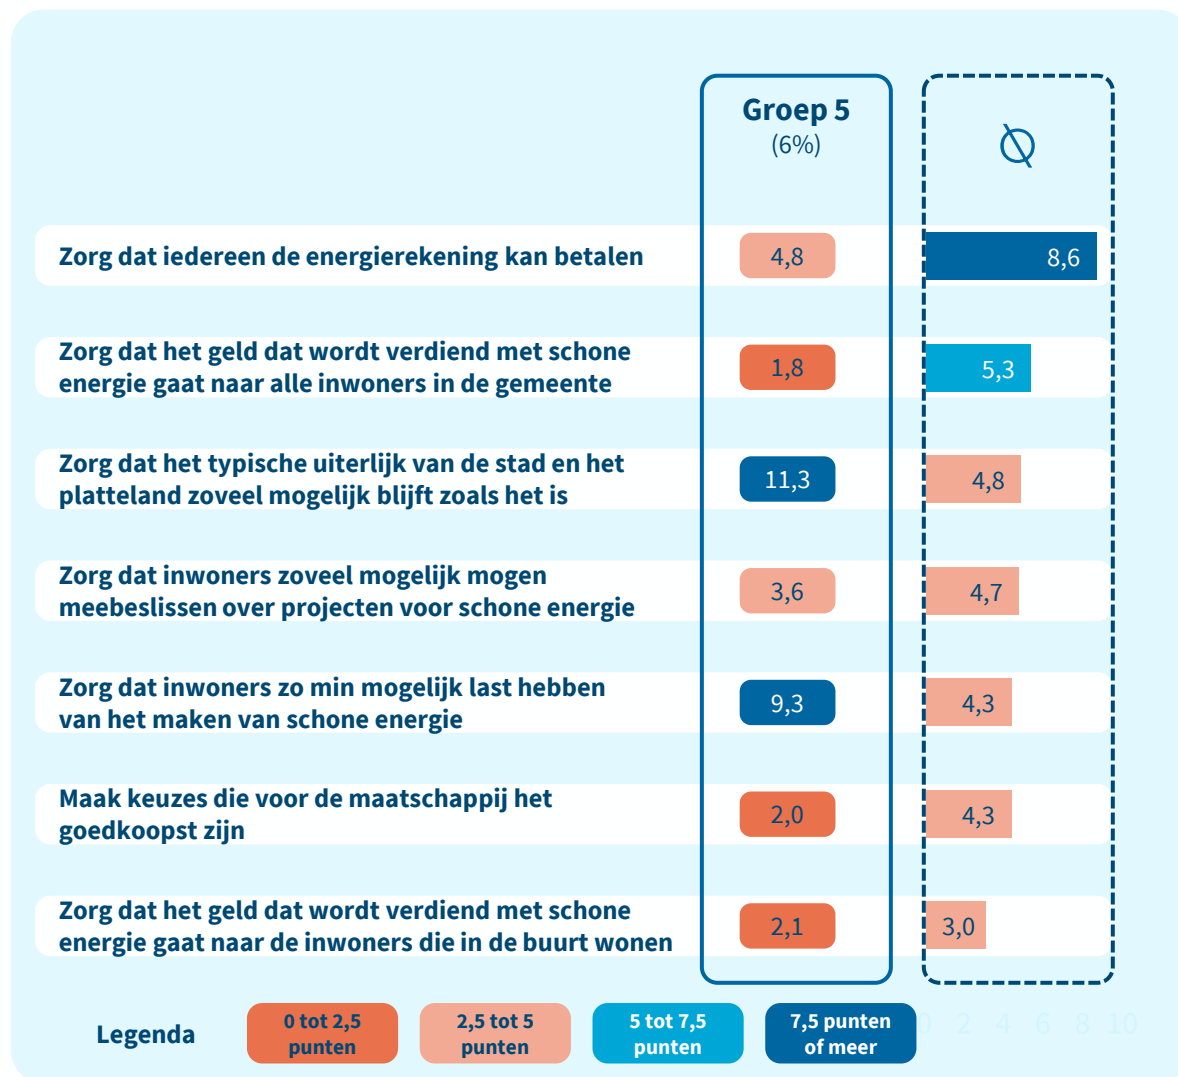 Groep 5
(6%)
Ø
Zorg dat iedereen de energierekening kan betalen
4,8
8,6
Zorg dat het geld dat wordt verdiend met schone
energie gaat naar alle inwoners in de gemeente
1,8
5,3
Zorg dat het typische uiterlijk van de stad en het
platteland zoveel mogelijk blijft zoals het is
11,3
4,8
Zorg dat inwoners zoveel mogelijk mogen
meebeslissen over projecten voor schone energie
3,6
4,7
Zorg dat inwoners zo min mogelijk last hebben
van het maken van schone energie
9,3
4,3
Maak keuzes die voor de maatschappij het
goedkoopst zijn
2,0
4,3
Zorg dat het geld dat wordt verdiend met schone
energie gaat naar de inwoners die in de buurt wonen
2,1
3,0
Legenda
0 tot 2,5
punten
2,5 tot 5
punten
5 tot 7,5
punten
7,5 punten
of meer
0 2 4 6 8 10